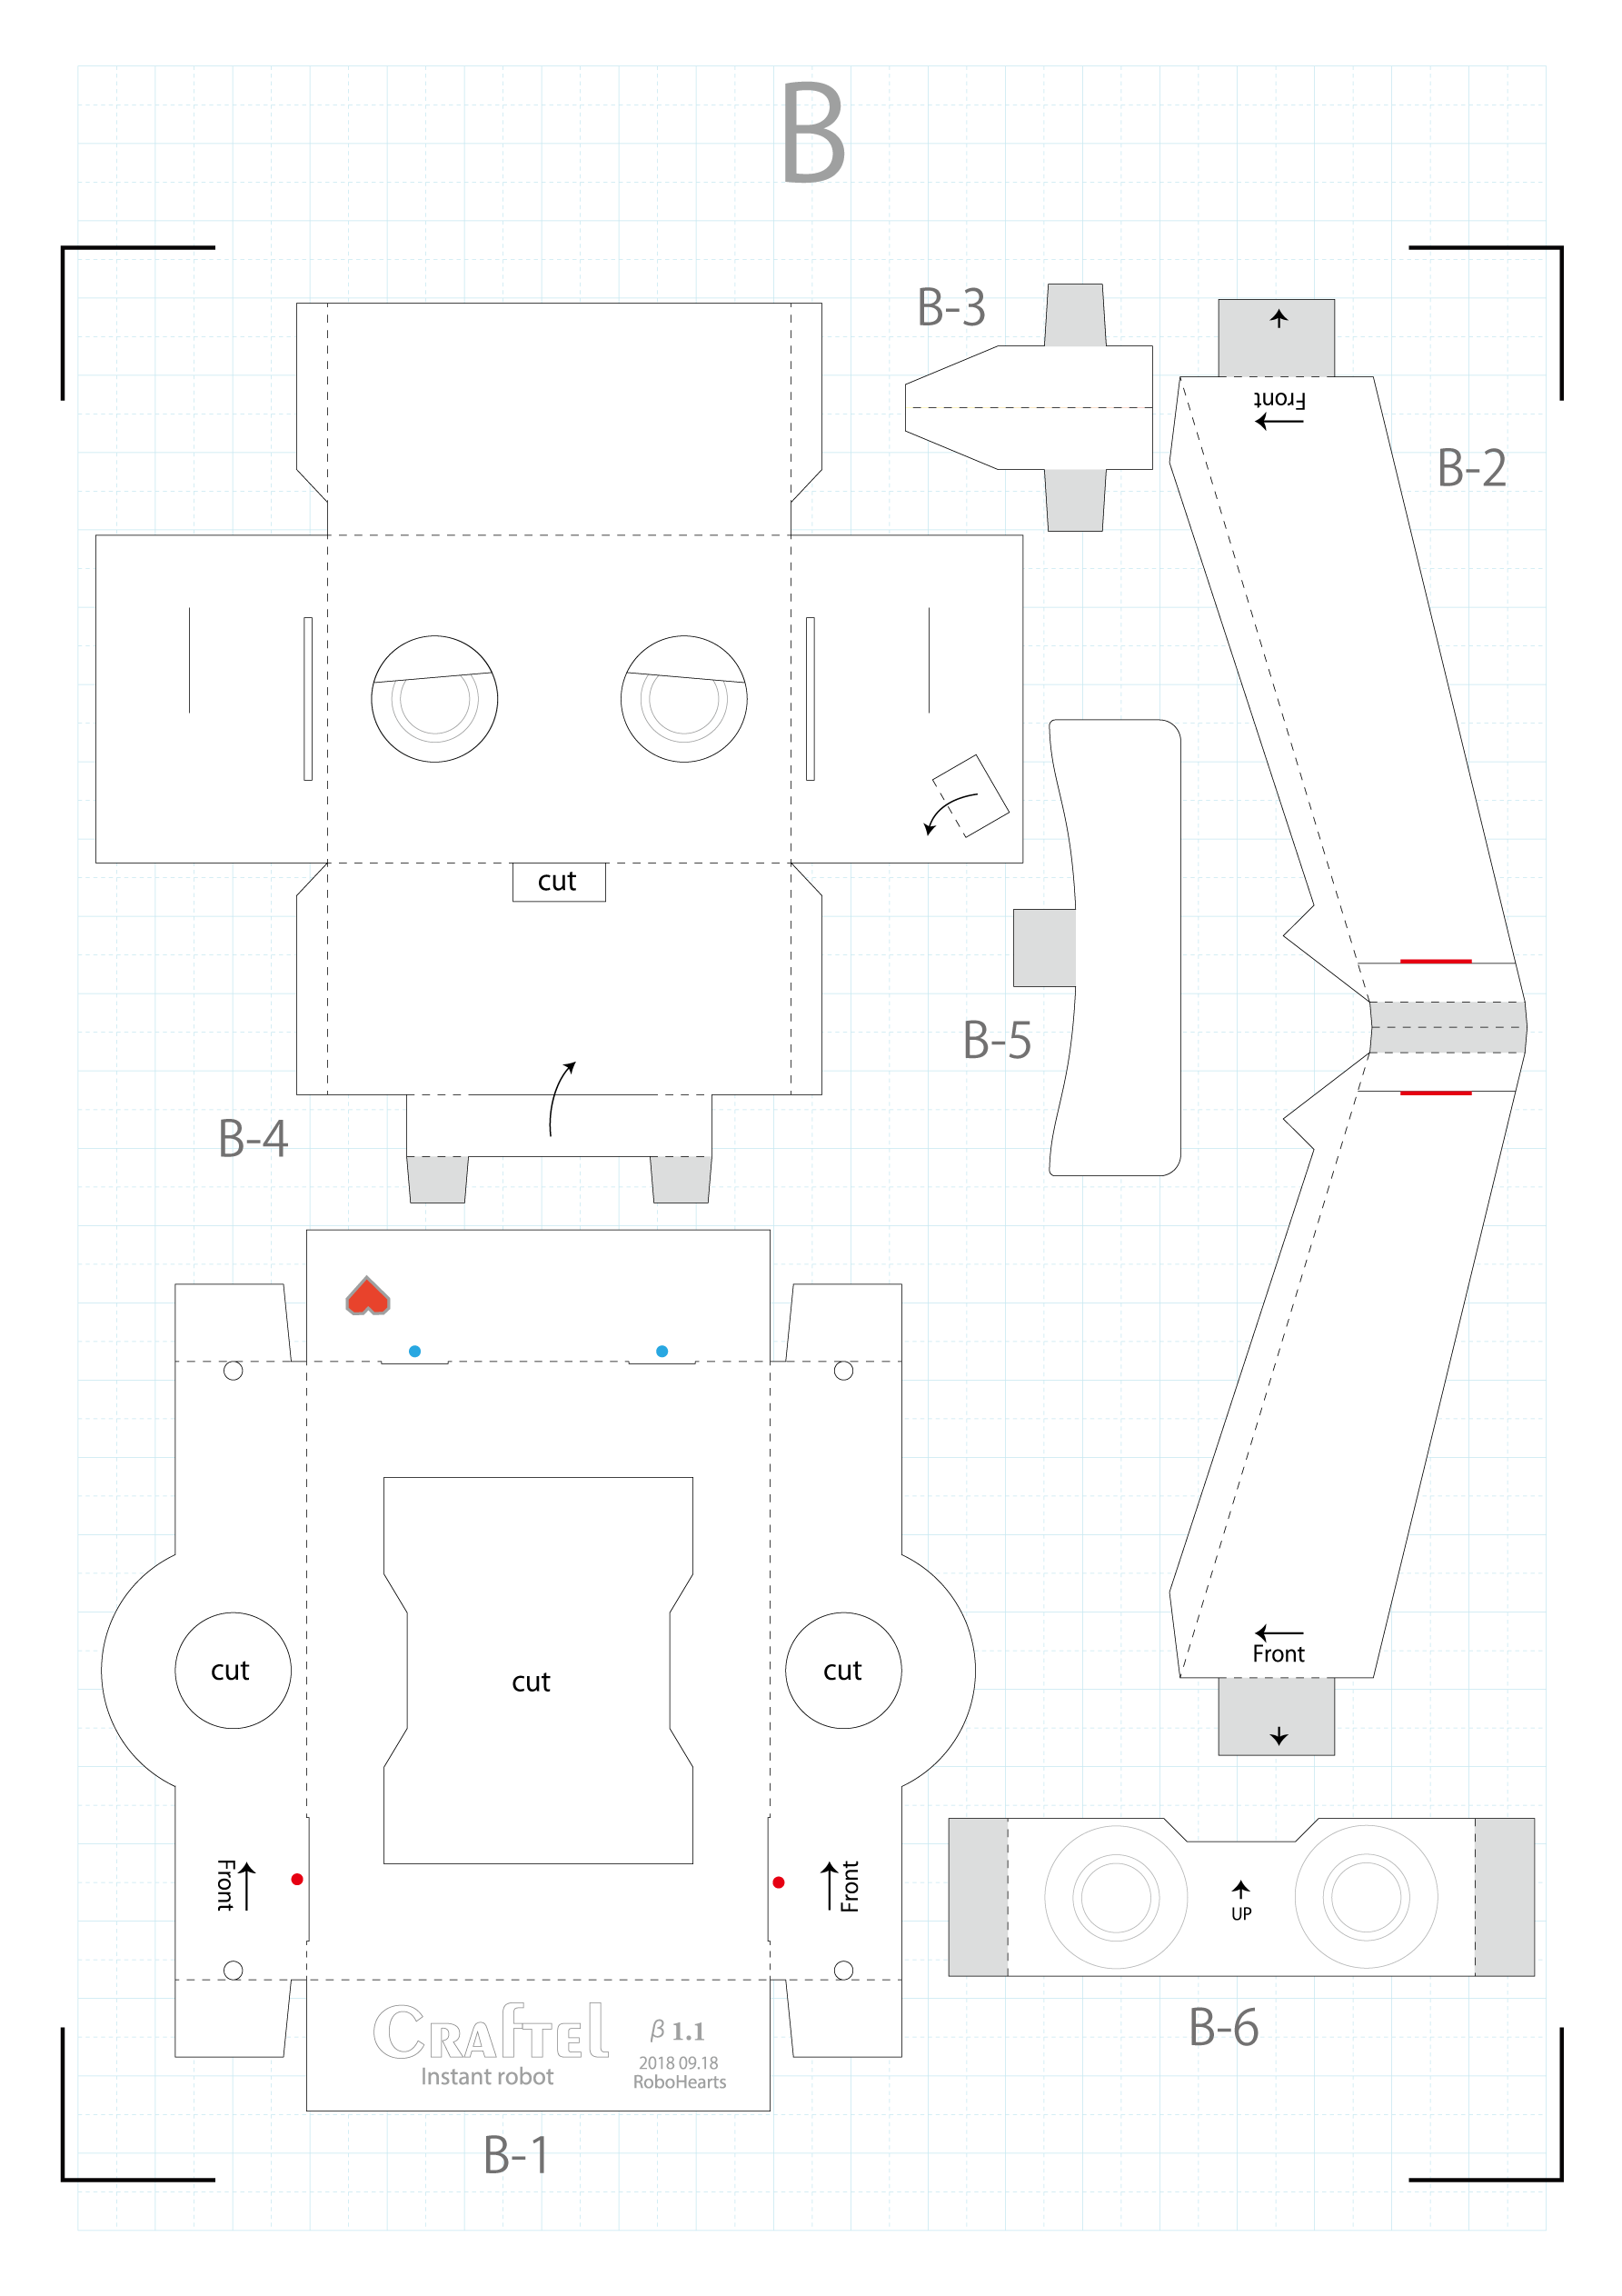 B
B-3
Front
B-2
cut
B-5
B-4
cut
cut
cut
Front
Front
Front
UP
CRAFTEL
Instant robot
β 1.1
2018 09.18
RoboHearts
B-6
B-1